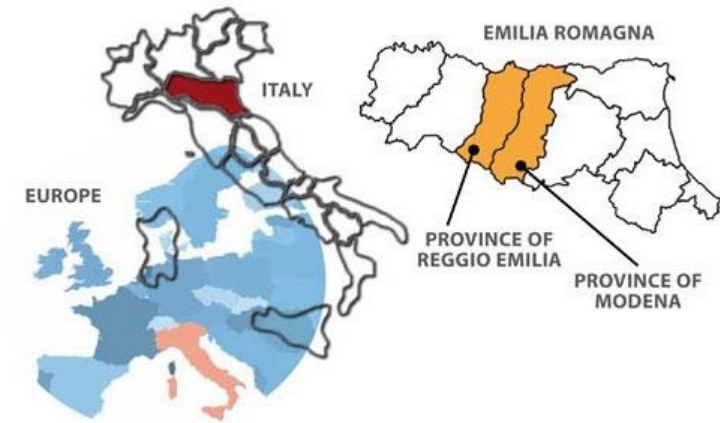 EMILIA ROMAGNA
ITALY
EUROPE
PROVINCE OF
REGGIO EMILIA
PROVINCE OF
MODENA